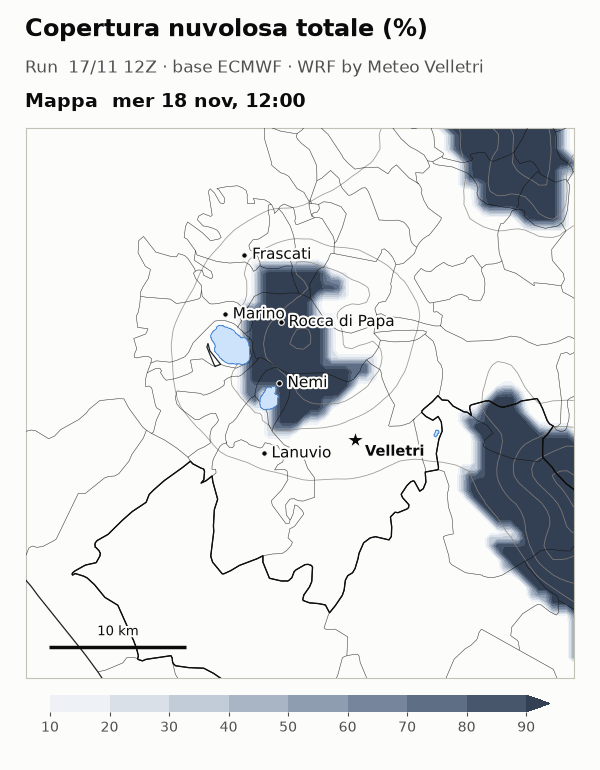 Copertura nuvolosa totale (%)
Run  17/11 12Z · base ECMWF · WRF by Meteo Velletri
Mappa  mer 18 nov, 12:00
Frascati
Marino
Rocca di Papa
Nemi
Velletri
Lanuvio
10 km
10 20 30 40 50 60 70 80 90